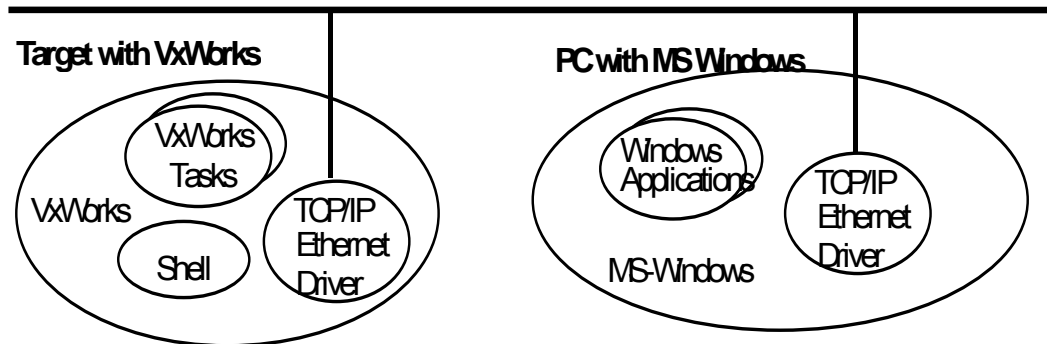 Target with VxWorks
VxWorks
Tasks
VxWorks
Shell
TCP/IP
Ethernet
Driver
PC with MS Windows
Windows
Applications
TCP/IP
Ethernet
Driver
MS-Windows